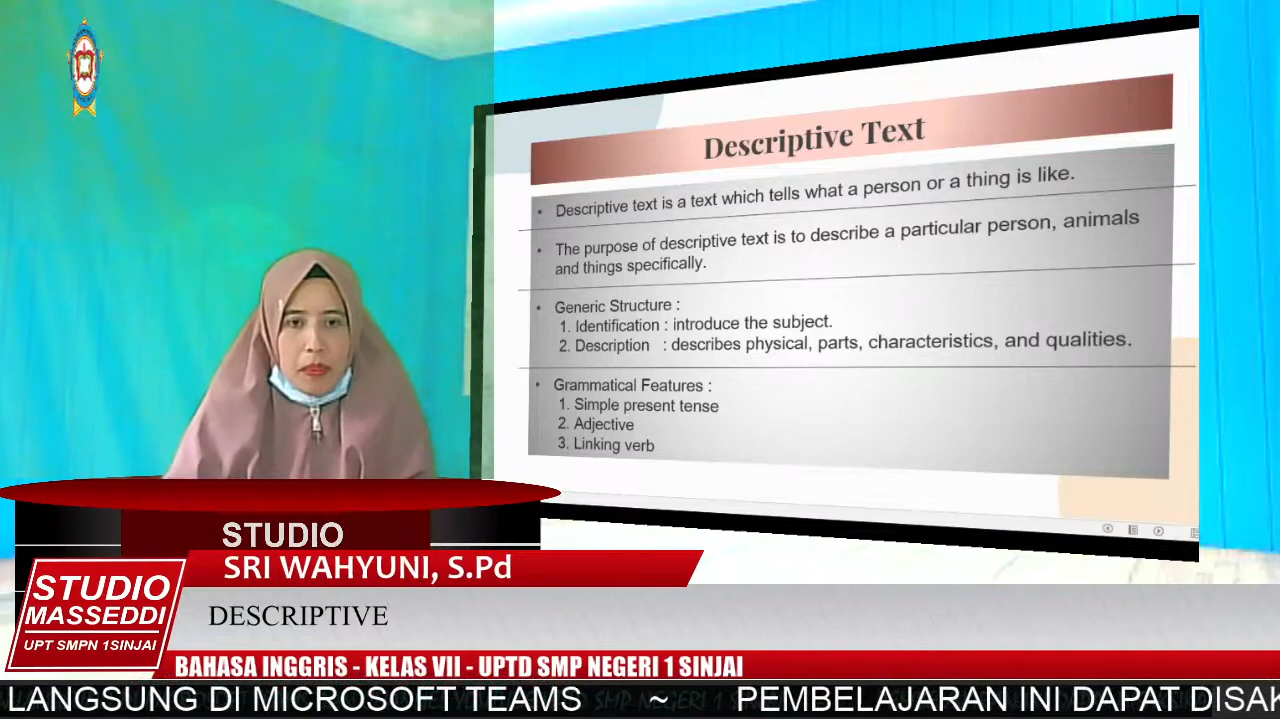 Descriptive Text
• Descriptive text is a text which tells what a person or a thing is like.
• The purpose of descriptive text is to describe a particular person, animals
and things specifically.
• Generic Structure :
1. Identification : introduce the subject.
2. Description : describes physical, parts, characteristics, and qualities.
• Grammatical Features :
1. Simple present tense
2. Adjective
3. Linking verb
STUDIO
SRI WAHYUNI, S.Pd
STUDIO
MASSEDDI
UPT SMPN 1SINJAI
DESCRIPTIVE
BAHASA INGGRIS - KELAS VII - UPTD SMP NEGERI 1 SINJAI
LANGSUNG DI MICROSOFT TEAMS ~ PEMBELAJARAN INI DAPAT DISAK